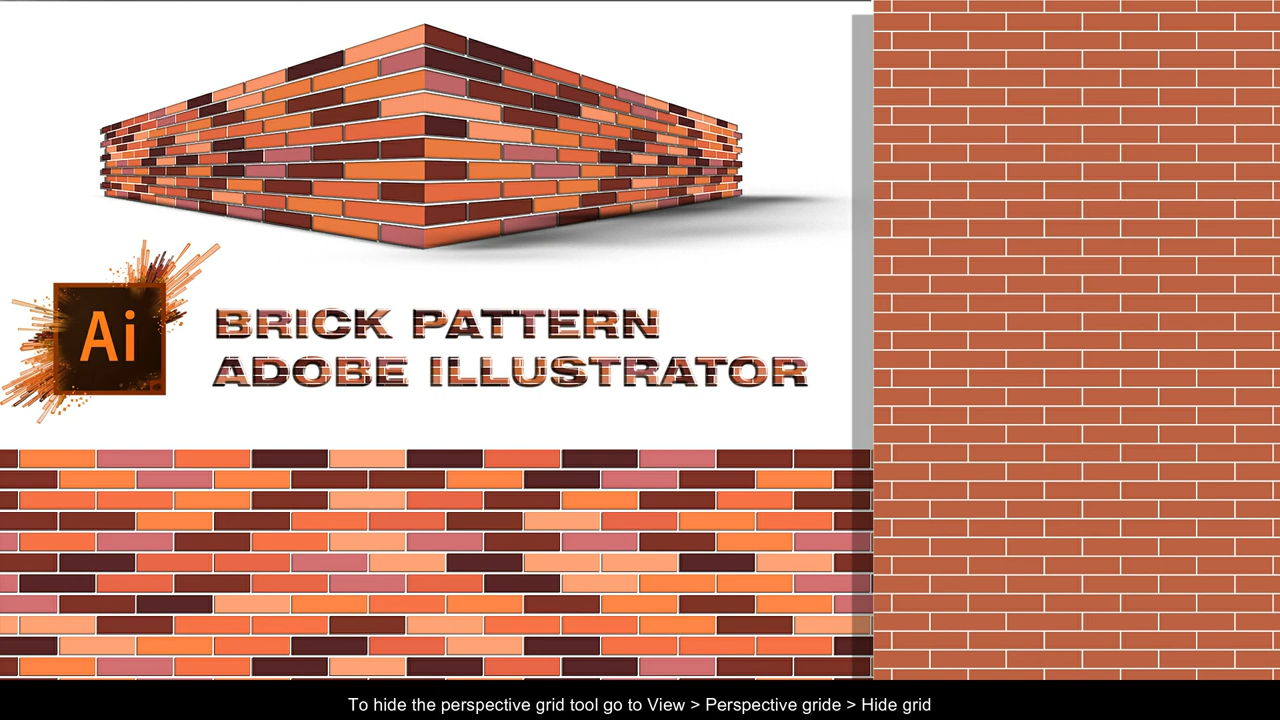 Ai
BRICK PATTERN
ADOBE ILLUSTRATOR
To hide the perspective grid tool go to View > Perspective gride > Hide grid